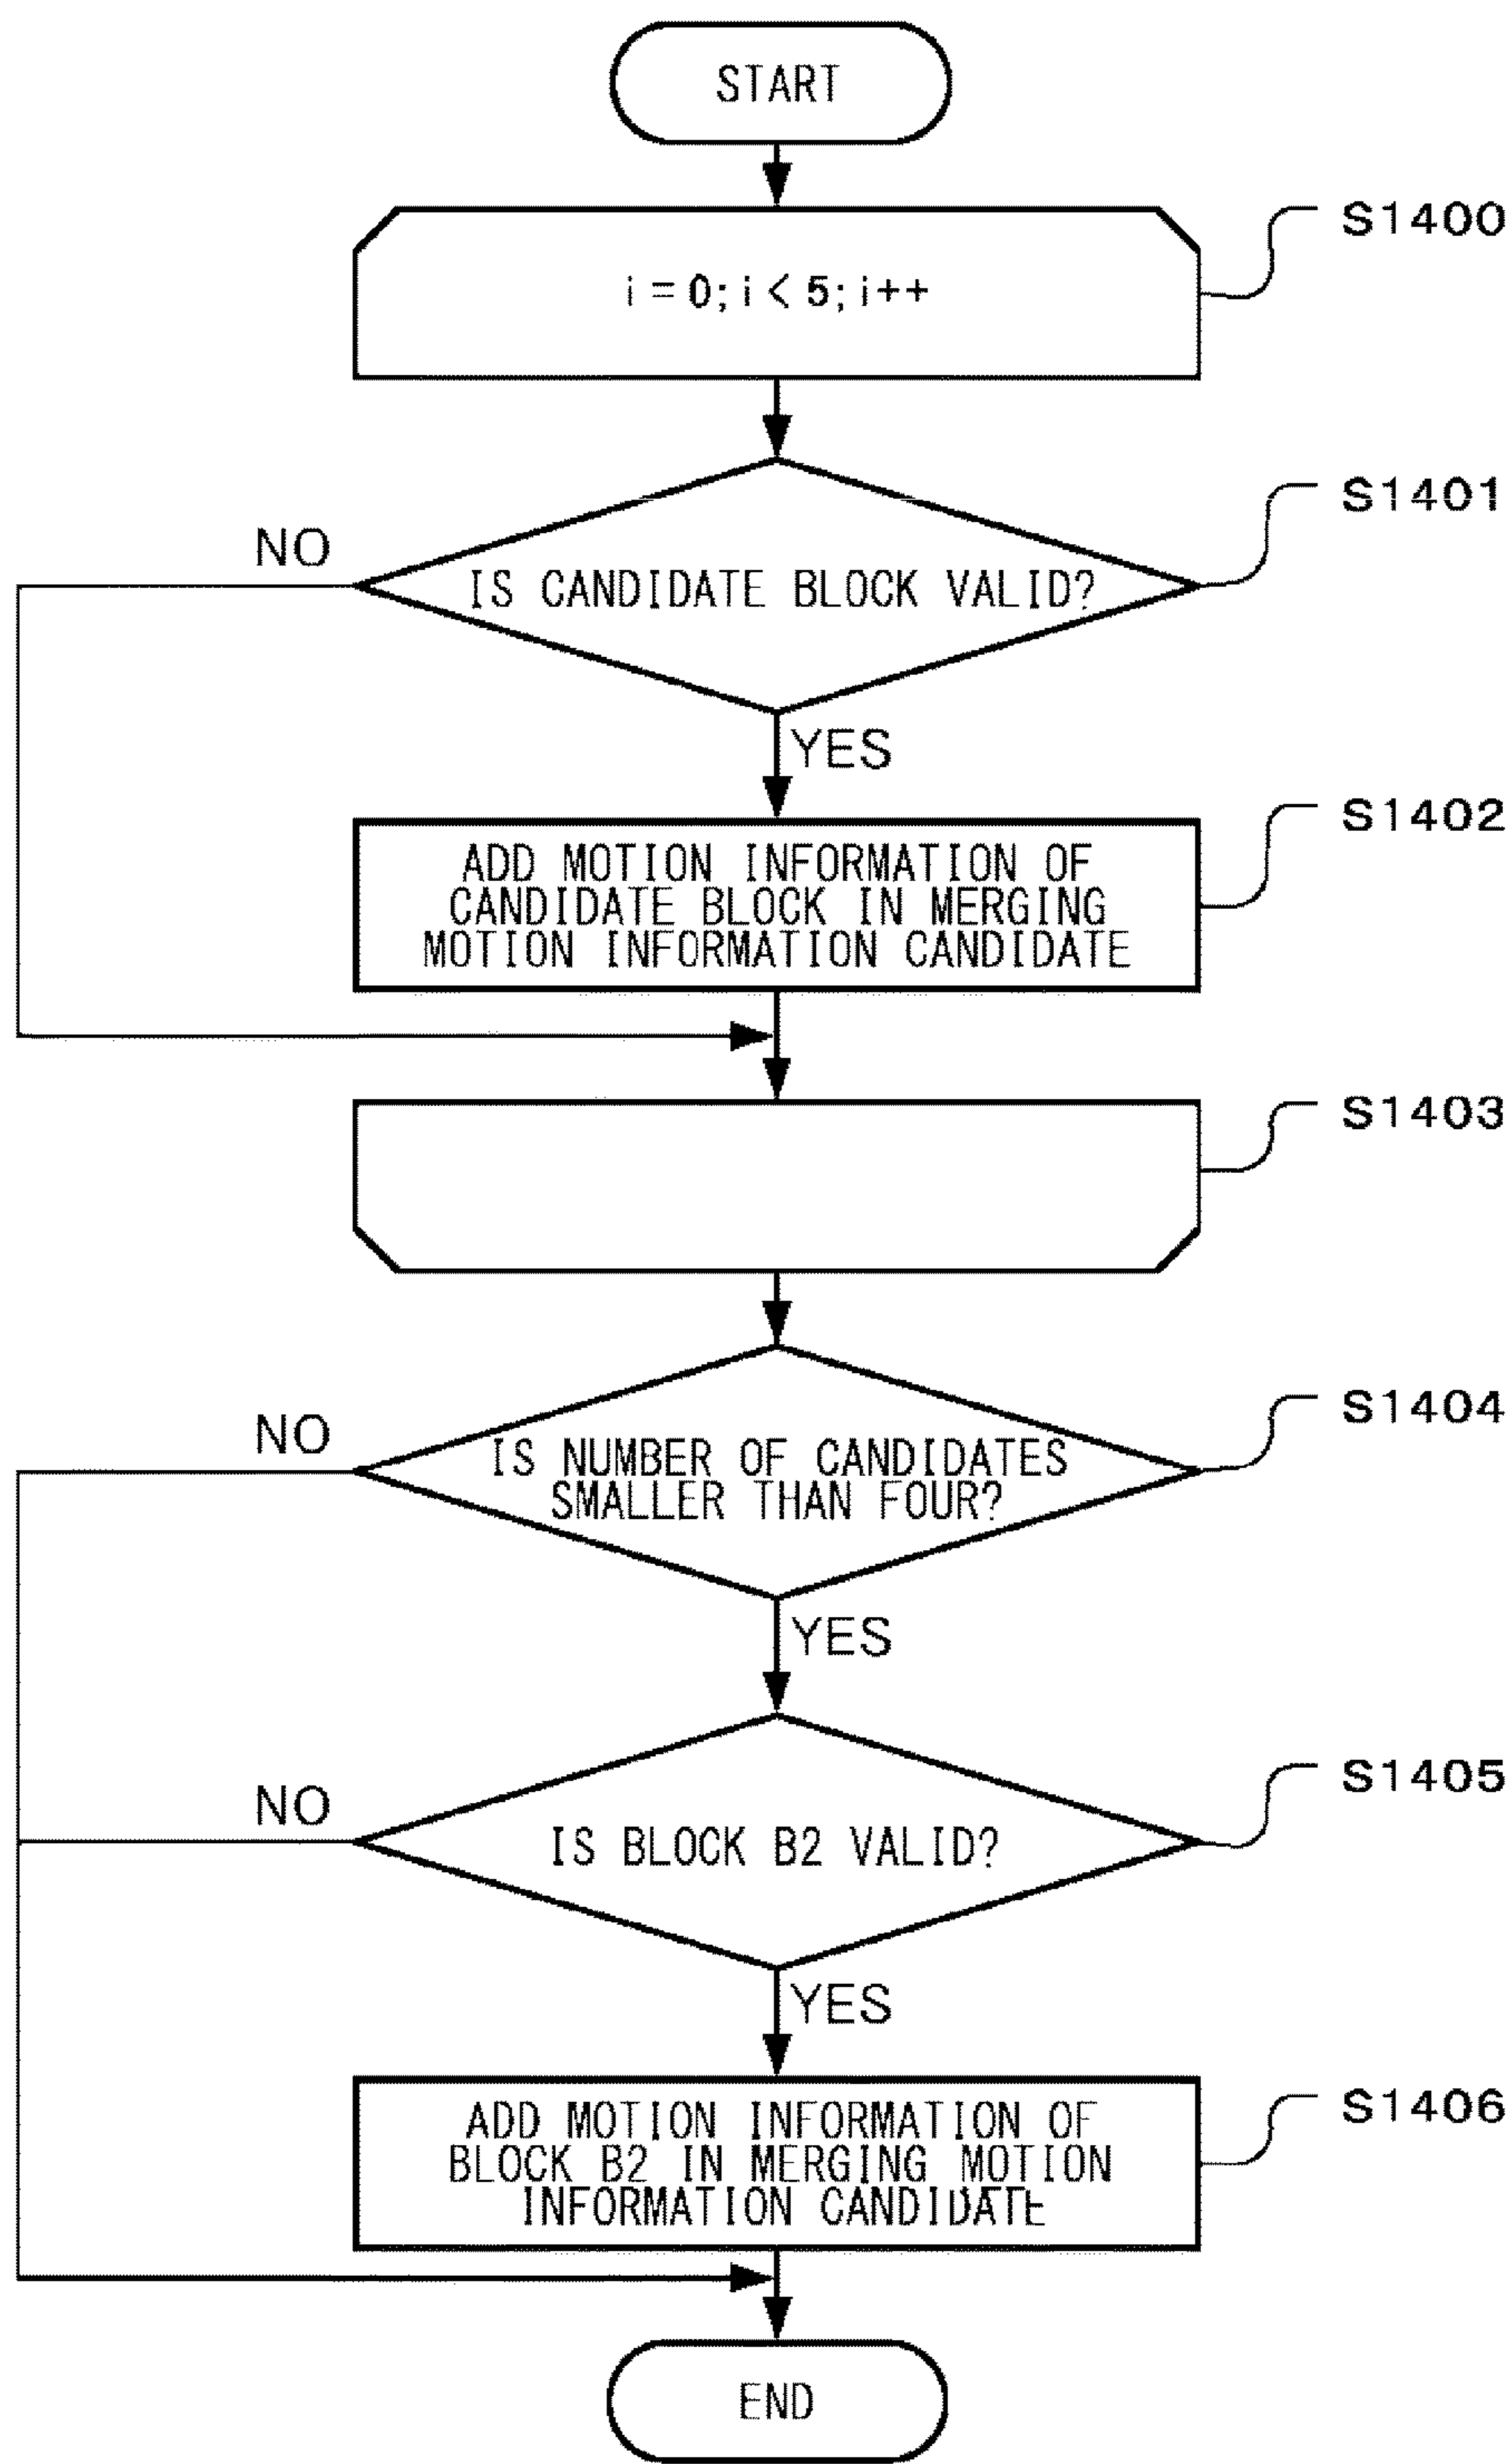 START
S1400
i=0;i<5;i++
S1401
NO
IS CANDIDATE BLOCK VALID?
YES
S1402
ADD MOTION INFORMATION OF
CANDIDATE BLOCK IN MERGING
MOTION INFORMATION CANDIDATE
S1403
S1404
NO
IS NUMBER OF CANDIDATES
SMALLER THAN FOUR?
YES
S1405
NO
IS BLOCK B2 VALID?
YES
S1406
ADD MOTION INFORMATION OF
BLOCK B2 IN MERGING MOTION
INFORMATION CANDIDATE
END